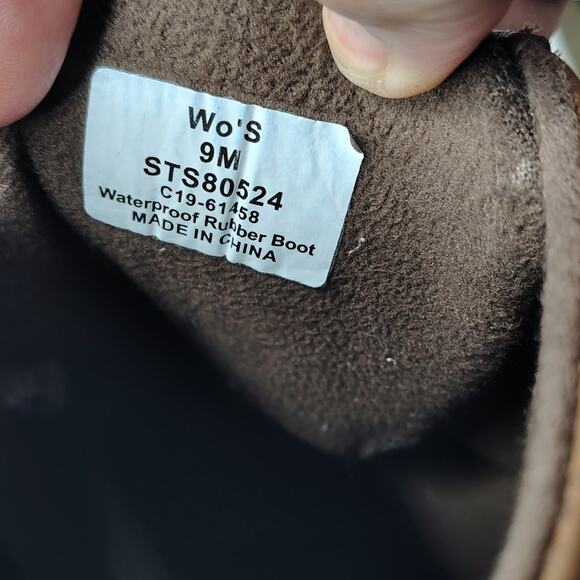 Wo'S
9M
STS80524
C19-61458
Waterproof Rubber Boot
MADE IN CHINA